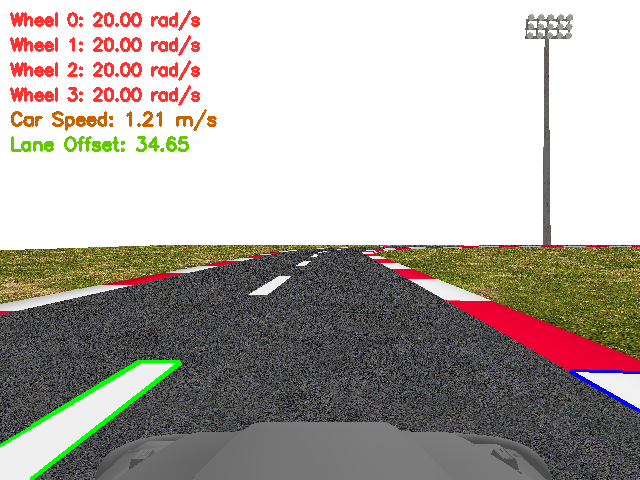 Wheel 0: 20.00 rad/s
Wheel 1: 20.00 rad/s
Wheel 2: 20.00 rad/s
Wheel 3: 20.00 rad/s
Car Speed: 1.21 m/s
Lane Offset: 34.65